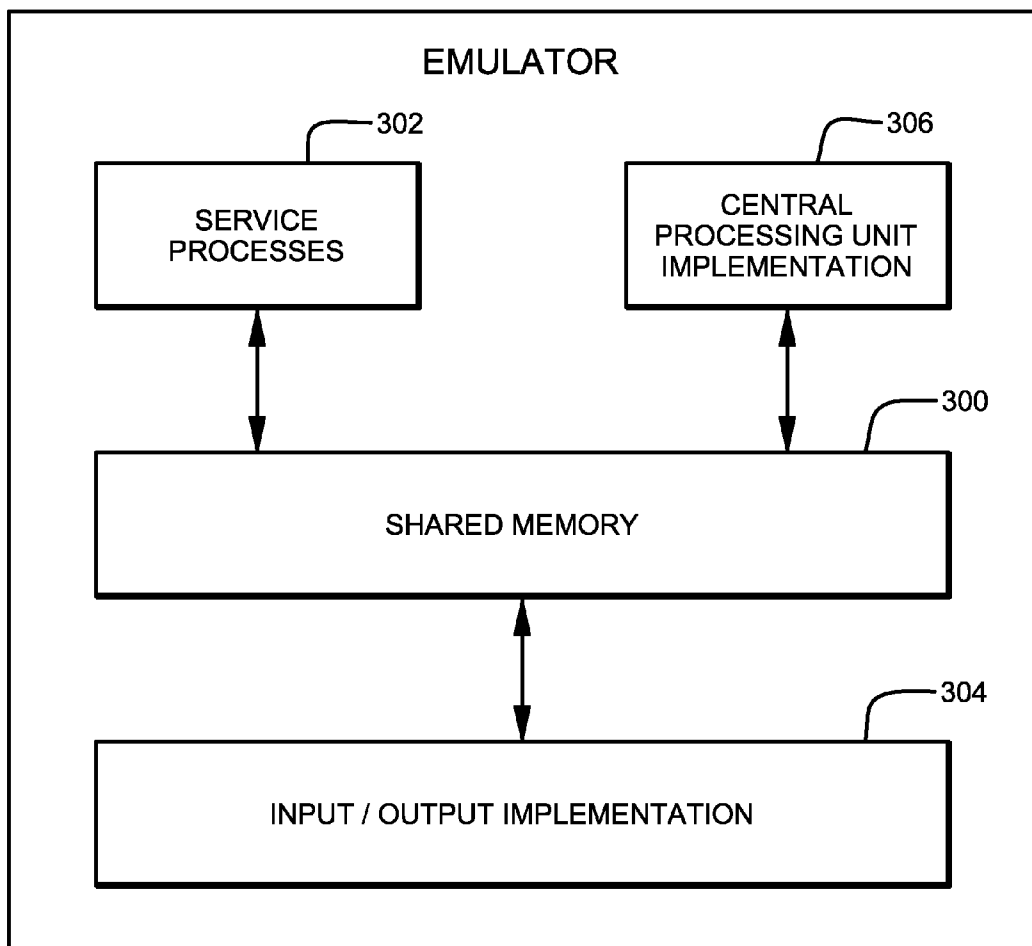 EMULATOR
302
306
SERVICE
PROCESSES
CENTRAL
PROCESSING UNIT
IMPLEMENTATION
300
SHARED MEMORY
304
INPUT / OUTPUT IMPLEMENTATION